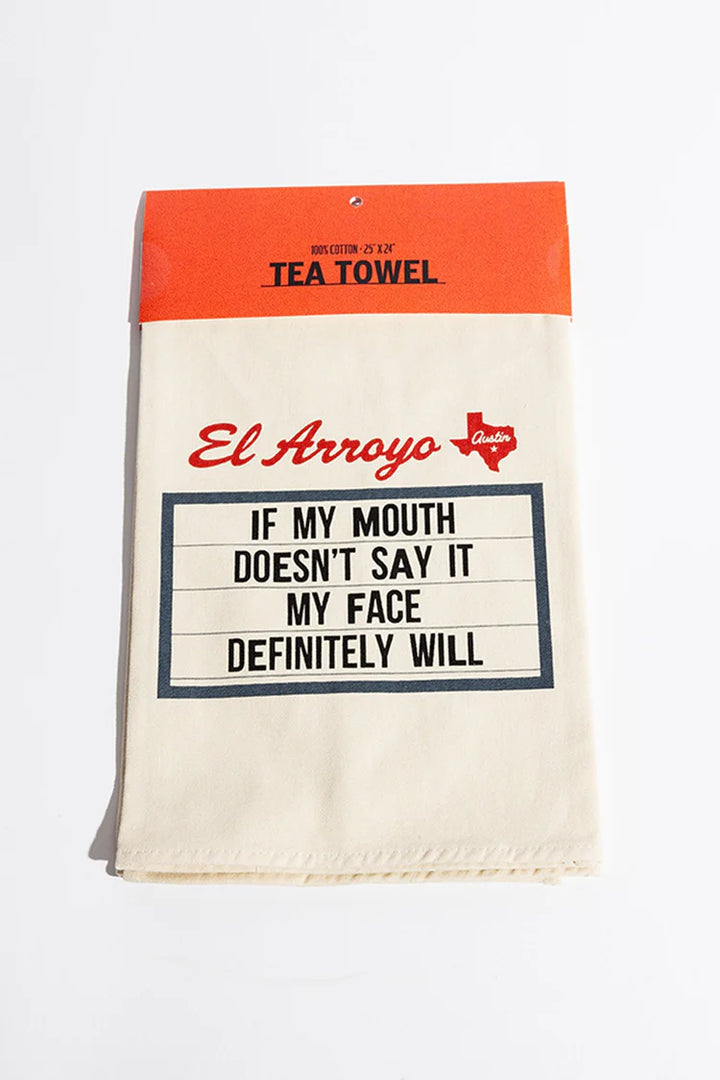 100% COTTON · 25" X 24"
TEA TOWEL
El Arroyo Austin
IF MY MOUTH
DOESN'T SAY IT
MY FACE
DEFINITELY WILL